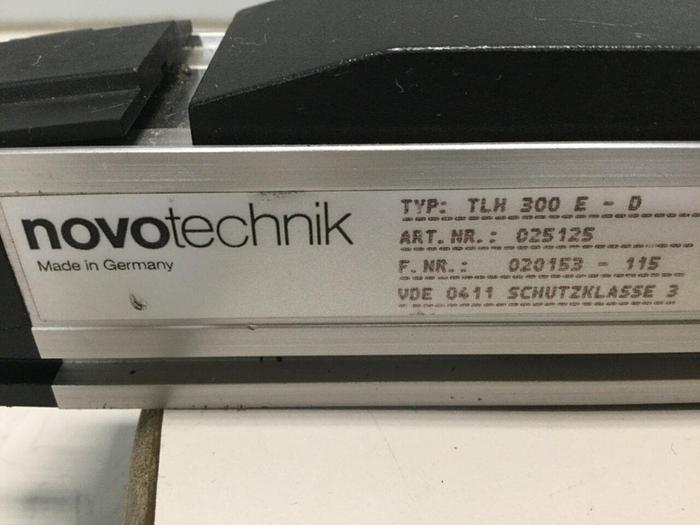 novotechnik
Made in Germany
TYP: TLH 300 E - D
ART.NR.: 025125
F.NR.: 020153 - 115
VDE 0411 SCHUTZKLASSE 3